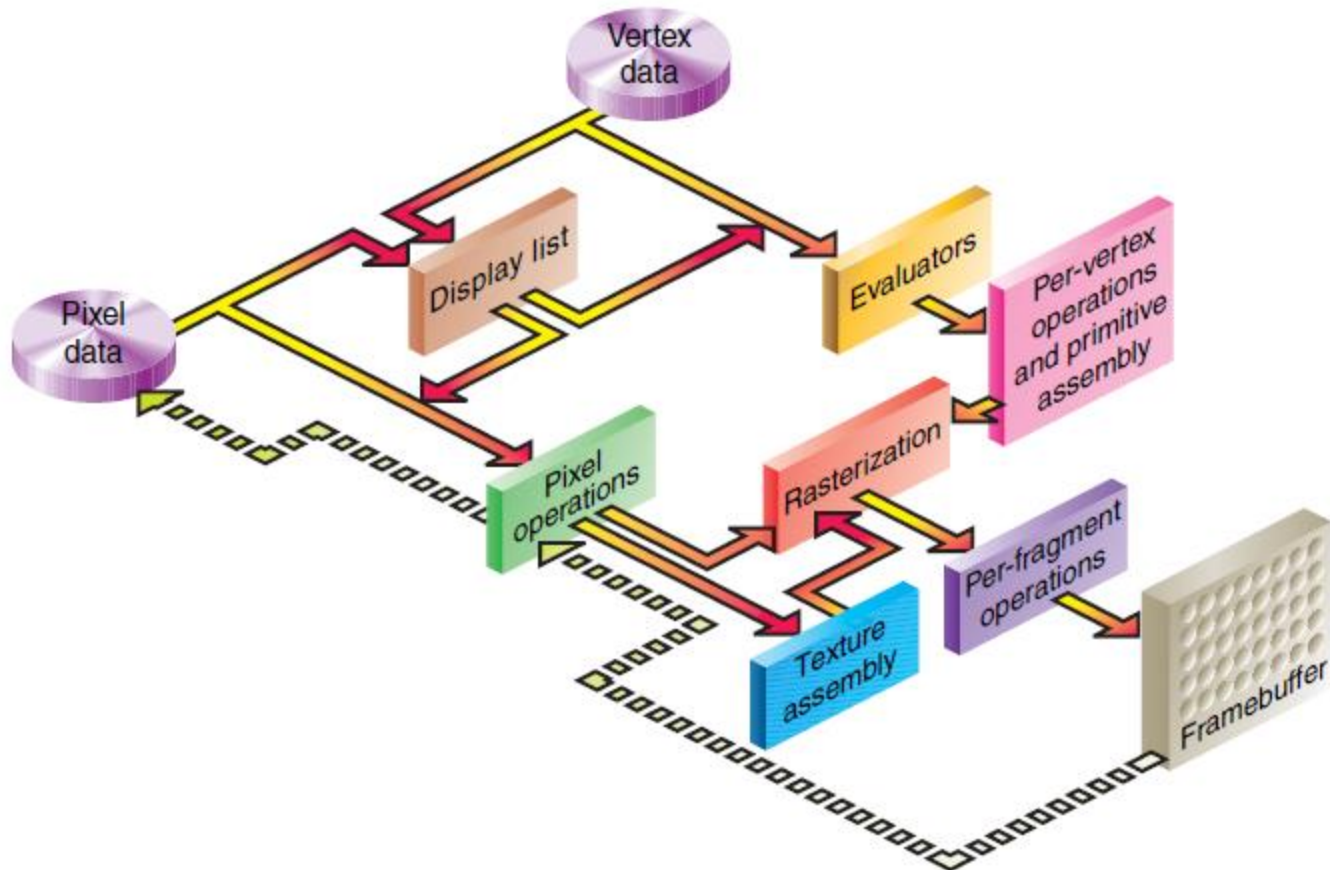 Vertex
data
Display list
Evaluators
Per-vertex
operations
and primitive
assembly
Pixel
data
Pixel
operations
Rasterization
Per-fragment
operations
Texture
assembly
Framebuffer